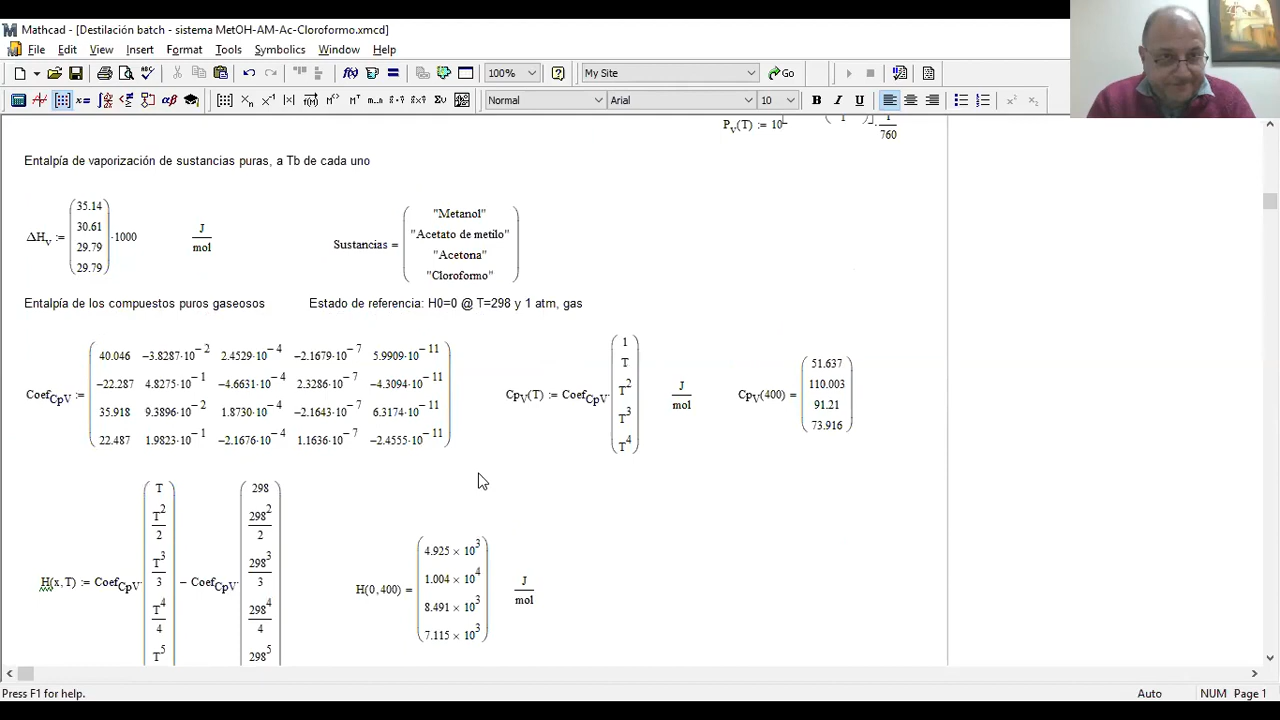 Mathcad - [Destilación batch - sistema MetOH-AM-Ac-Cloroformo.xmcd]
File Edit View Insert Format Tools Symbolics Window Help
100% My Site Go
Normal Arial 10 B I U
P_V(T) := 10 ( T ) 1/760
Entalpía de vaporización de sustancias puras, a Tb de cada uno
ΔH_v := (35.14 30.61 29.79 29.79)·1000 J/mol Sustancias = ("Metanol" "Acetato de metilo" "Acetona" "Cloroformo")
Entalpía de los compuestos puros gaseosos Estado de referencia: H0=0 @ T=298 y 1 atm, gas
Coef_CpV :=
40.046 −3.8287·10^−2 2.4529·10^−4 −2.1679·10^−7 5.9909·10^−11
−22.287 4.8275·10^−1 −4.6631·10^−4 2.3286·10^−7 −4.3094·10^−11
35.918 9.3896·10^−2 1.8730·10^−4 −2.1643·10^−7 6.3174·10^−11
22.487 1.9823·10^−1 −2.1676·10^−4 1.1636·10^−7 −2.4555·10^−11
Cp_V(T) := Coef_CpV·(1 T T^2 T^3 T^4) J/mol Cp_V(400) = (51.637 110.003 91.21 73.916)
H(x,T) := Coef_CpV·(T T^2/2 T^3/3 T^4/4 T^5) − Coef_CpV·(298 298^2/2 298^3/3 298^4/4 298^5)
H(0,400) = (4.925 × 10^3 1.004 × 10^4 8.491 × 10^3 7.115 × 10^3) J/mol
Press F1 for help. Auto NUM Page 1